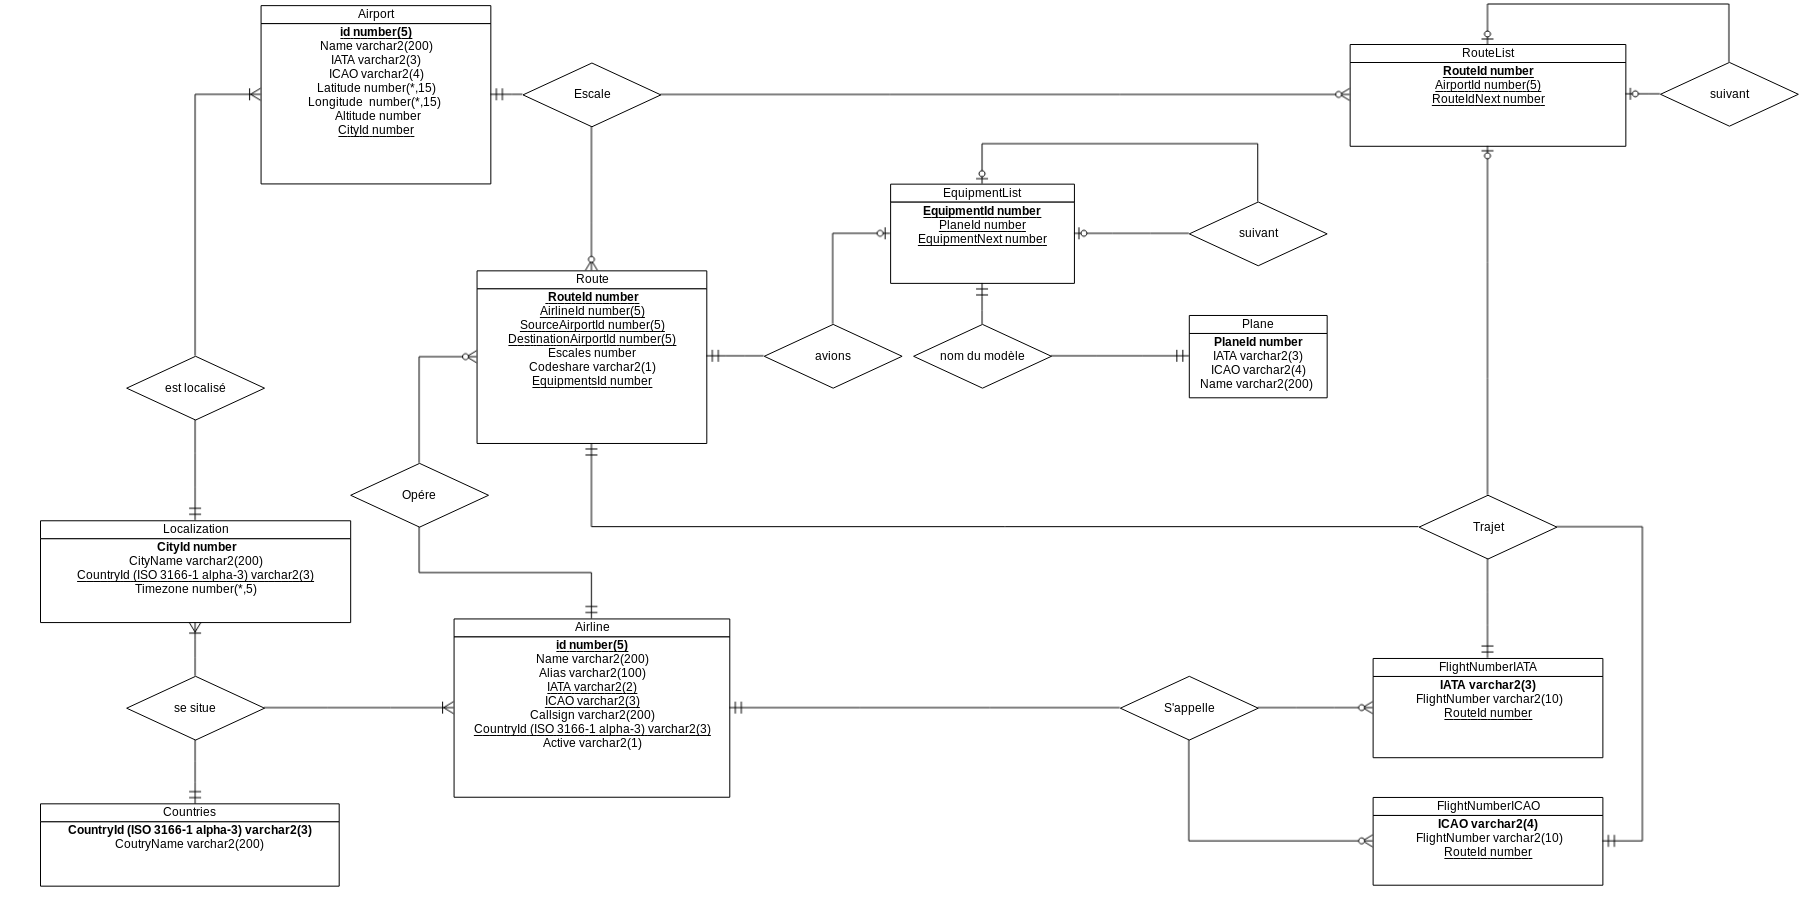 Airport
id number(5)
Name varchar2(200)
IATA varchar2(3)
ICAO varchar2(4)
Latitude number(*,15)
Longitude  number(*,15)
Altitude number
CityId number
Escale
RouteList
RouteId number
AirportId number(5)
RouteIdNext number
suivant
EquipmentList
EquipmentId number
PlaneId number
EquipmentNext number
suivant
Route
RouteId number
AirlineId number(5)
SourceAirportId number(5)
DestinationAirportId number(5)
Escales number
Codeshare varchar2(1)
EquipmentsId number
avions
nom du modèle
Plane
PlaneId number
IATA varchar2(3)
ICAO varchar2(4)
Name varchar2(200)
est localisé
Opére
Trajet
Localization
CityId number
CityName varchar2(200)
CountryId (ISO 3166-1 alpha-3) varchar2(3)
Timezone number(*,5)
Airline
id number(5)
Name varchar2(200)
Alias varchar2(100)
IATA varchar2(2)
ICAO varchar2(3)
Callsign varchar2(200)
CountryId (ISO 3166-1 alpha-3) varchar2(3)
Active varchar2(1)
se situe
S'appelle
FlightNumberIATA
IATA varchar2(3)
FlightNumber varchar2(10)
RouteId number
Countries
CountryId (ISO 3166-1 alpha-3) varchar2(3)
CoutryName varchar2(200)
FlightNumberICAO
ICAO varchar2(4)
FlightNumber varchar2(10)
RouteId number